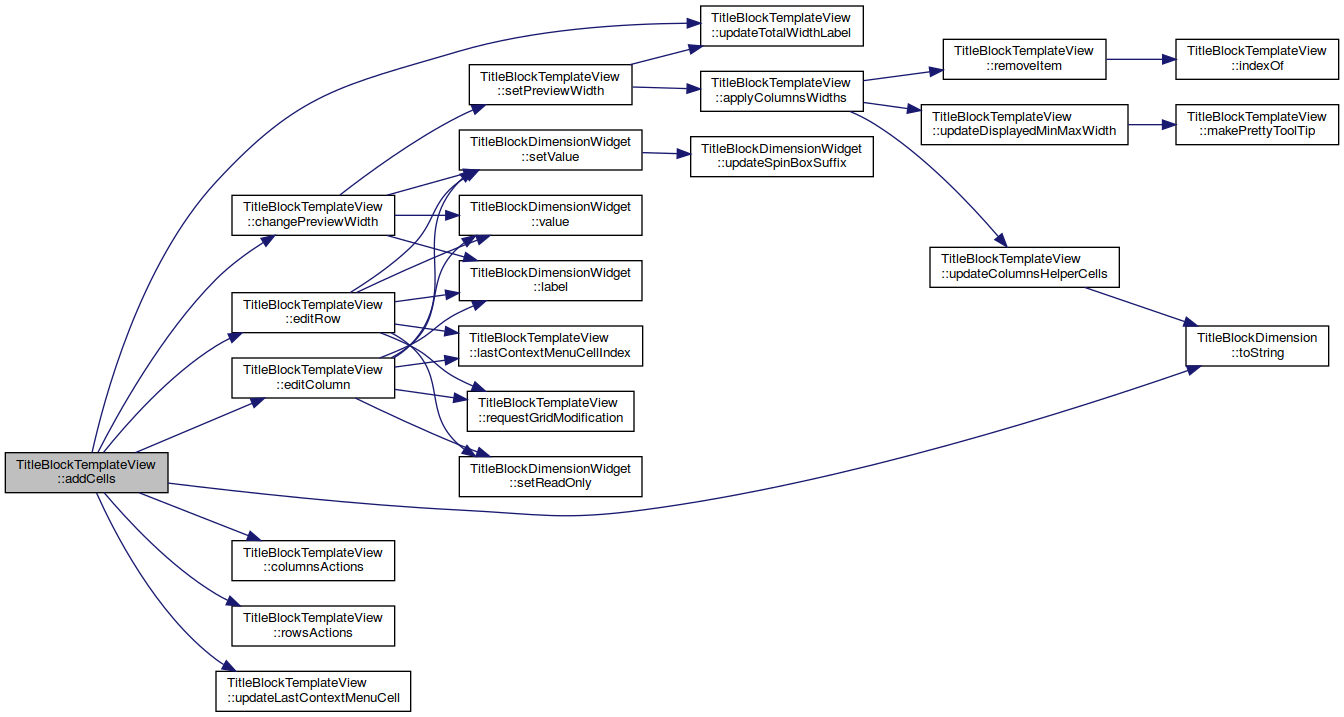 TitleBlockTemplateView
::addCells
TitleBlockTemplateView
::changePreviewWidth
TitleBlockTemplateView
::editRow
TitleBlockTemplateView
::editColumn
TitleBlockTemplateView
::columnsActions
TitleBlockTemplateView
::rowsActions
TitleBlockTemplateView
::updateLastContextMenuCell
TitleBlockTemplateView
::setPreviewWidth
TitleBlockDimensionWidget
::setValue
TitleBlockDimensionWidget
::value
TitleBlockDimensionWidget
::label
TitleBlockTemplateView
::lastContextMenuCellIndex
TitleBlockTemplateView
::requestGridModification
TitleBlockDimensionWidget
::setReadOnly
TitleBlockTemplateView
::updateTotalWidthLabel
TitleBlockTemplateView
::applyColumnsWidths
TitleBlockDimensionWidget
::updateSpinBoxSuffix
TitleBlockTemplateView
::removeItem
TitleBlockTemplateView
::updateDisplayedMinMaxWidth
TitleBlockTemplateView
::updateColumnsHelperCells
TitleBlockTemplateView
::indexOf
TitleBlockTemplateView
::makePrettyToolTip
TitleBlockDimension
::toString